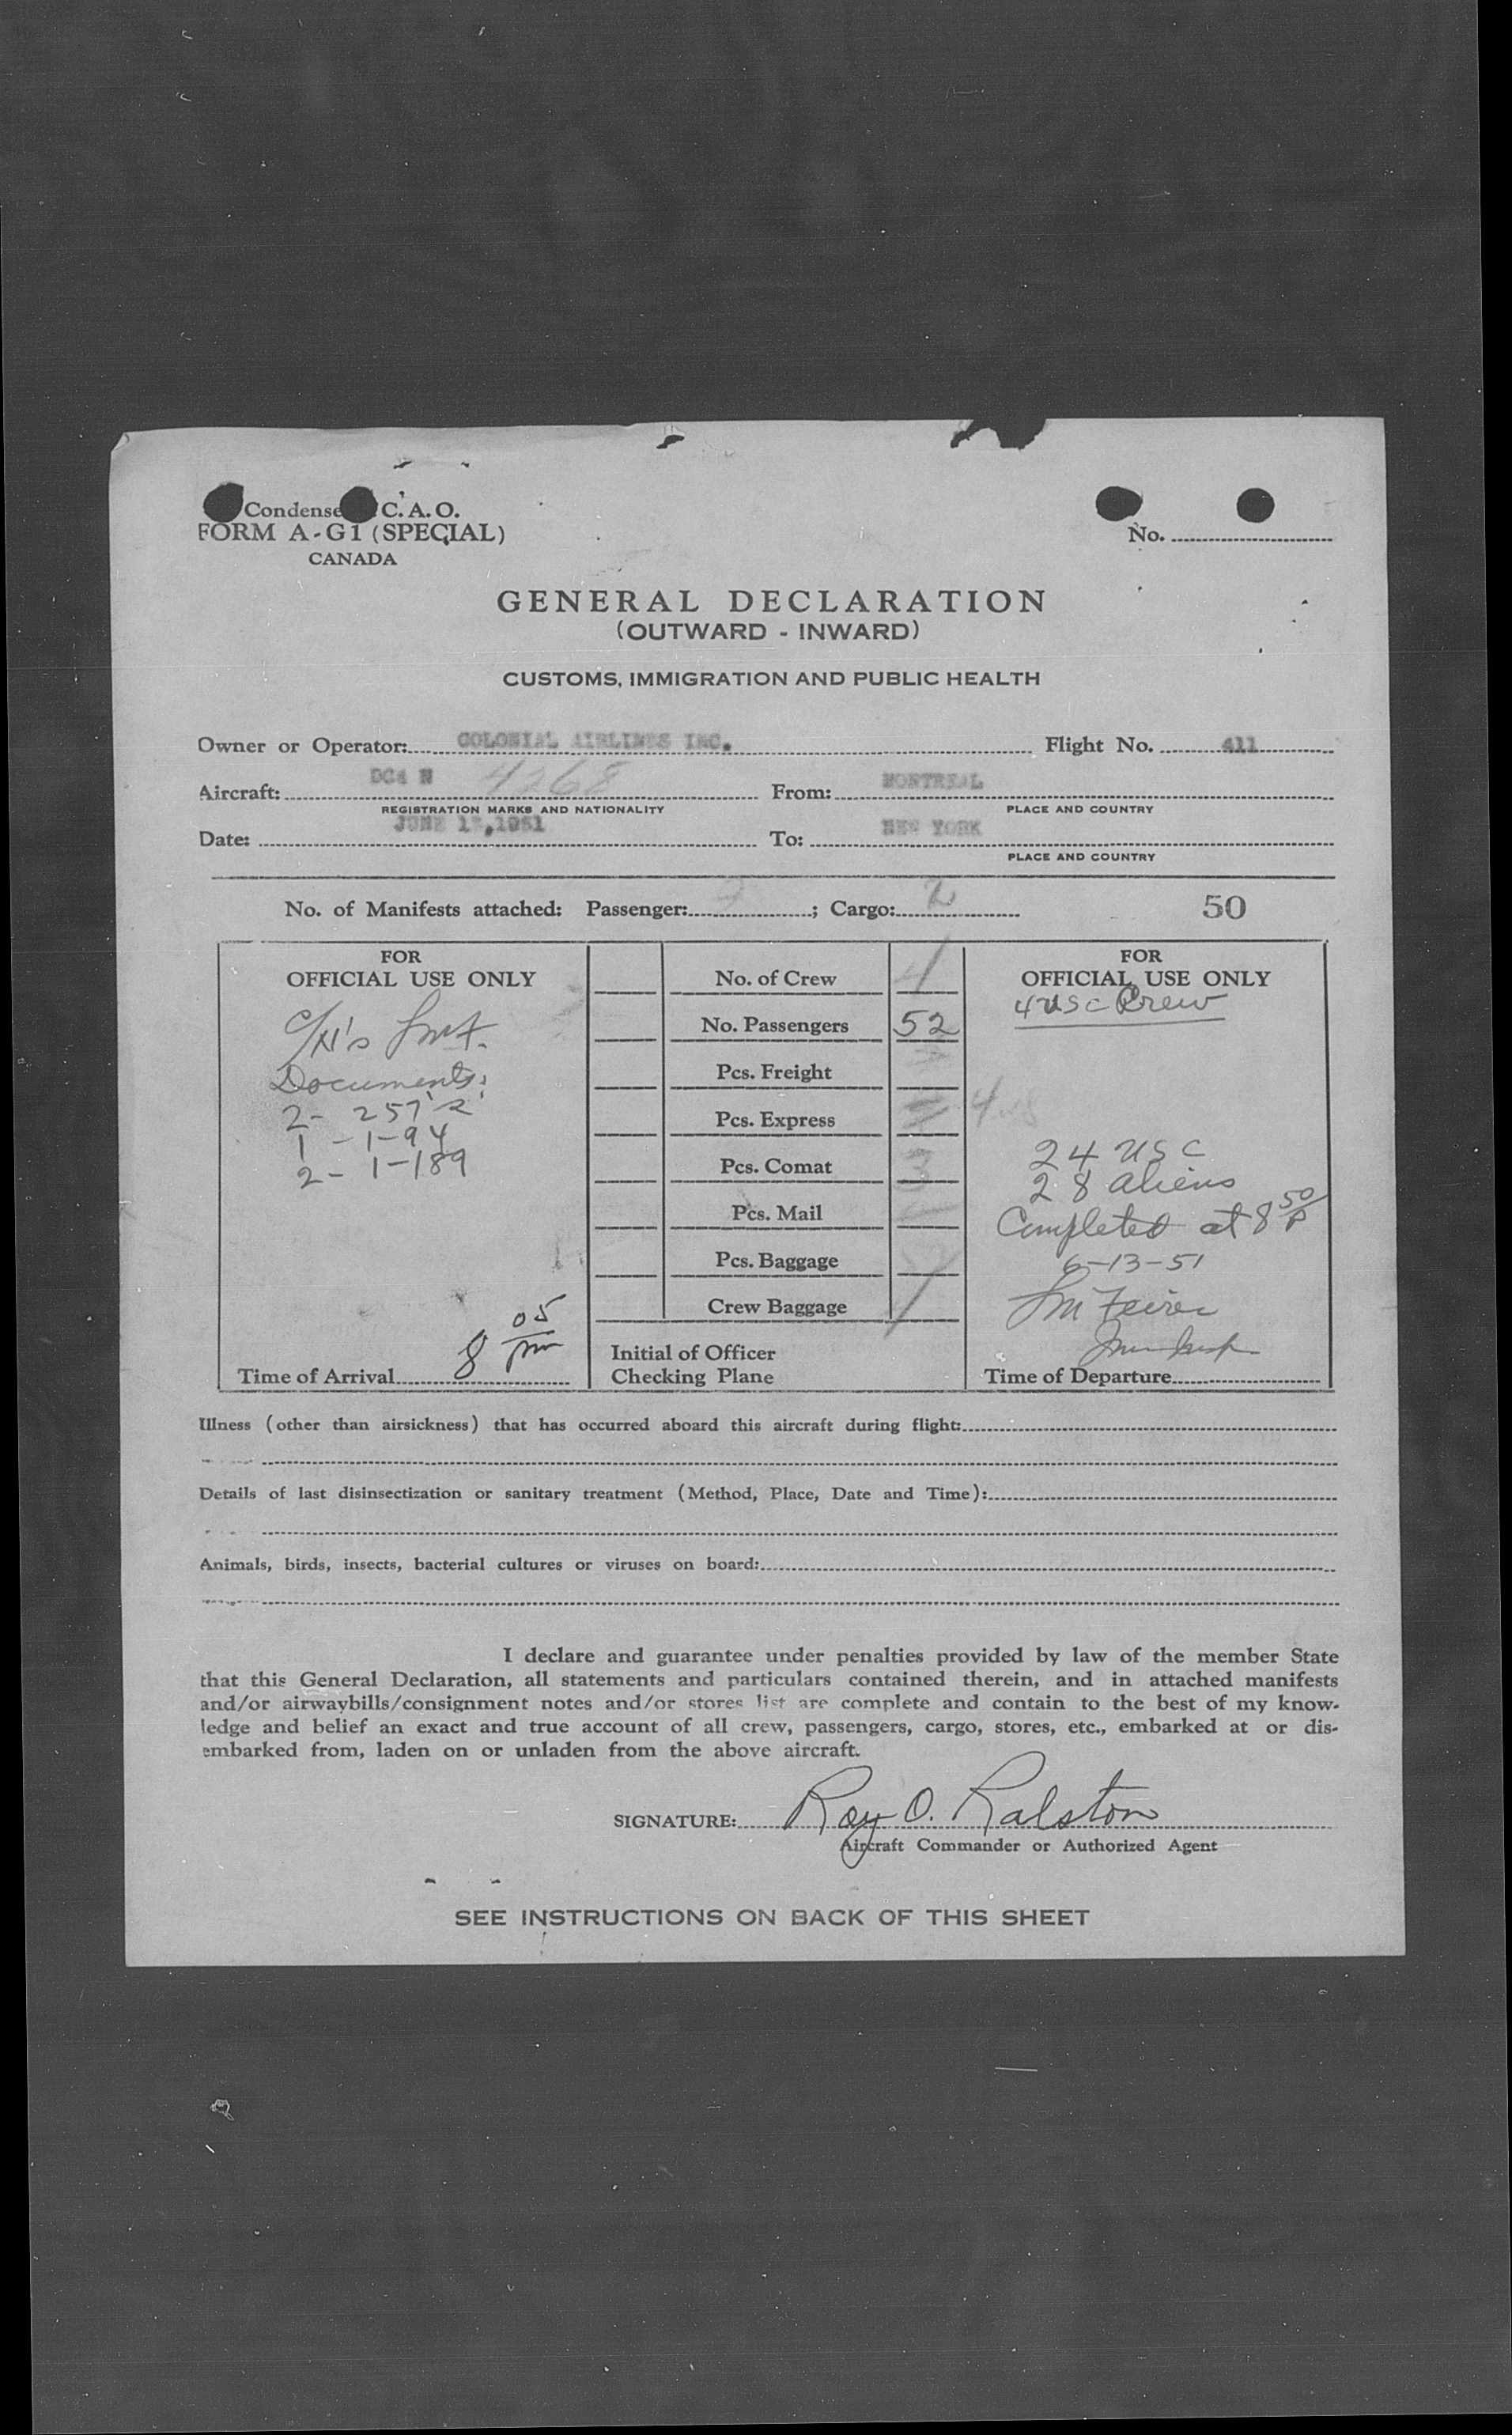 Condense C. A. O.
FORM A-G1 (SPECIAL)
CANADA
No.
GENERAL DECLARATION
(OUTWARD - INWARD)
CUSTOMS, IMMIGRATION AND PUBLIC HEALTH
Owner or Operator: COLONIAL AIRLINES INC. Flight No. 411
Aircraft: DC4 N 4268 From: MONTREAL
REGISTRATION MARKS AND NATIONALITY PLACE AND COUNTRY
Date: JUNE 13,1951 To: NEW YORK
PLACE AND COUNTRY
No. of Manifests attached: Passenger: ; Cargo: 2 50
FOR
OFFICIAL USE ONLY
Documents:
2- 257's
1 - 1-94
2- 1-189
8 05 pm
Time of Arrival
No. of Crew 4
No. Passengers 52
Pcs. Freight
Pcs. Express
Pcs. Comat 3
Pcs. Mail
Pcs. Baggage
Crew Baggage
Initial of Officer
Checking Plane
FOR
OFFICIAL USE ONLY
4 USC Crew
24 USC
28 aliens
Completed at 8 50/P
6-13-51
Time of Departure
Illness (other than airsickness) that has occurred aboard this aircraft during flight:
Details of last disinsectization or sanitary treatment (Method, Place, Date and Time):
Animals, birds, insects, bacterial cultures or viruses on board:
I declare and guarantee under penalties provided by law of the member State
that this General Declaration, all statements and particulars contained therein, and in attached manifests
and/or airwaybills/consignment notes and/or stores list are complete and contain to the best of my know-
ledge and belief an exact and true account of all crew, passengers, cargo, stores, etc., embarked at or dis-
embarked from, laden on or unladen from the above aircraft.
SIGNATURE: Roy O. Ralston
Aircraft Commander or Authorized Agent
SEE INSTRUCTIONS ON BACK OF THIS SHEET